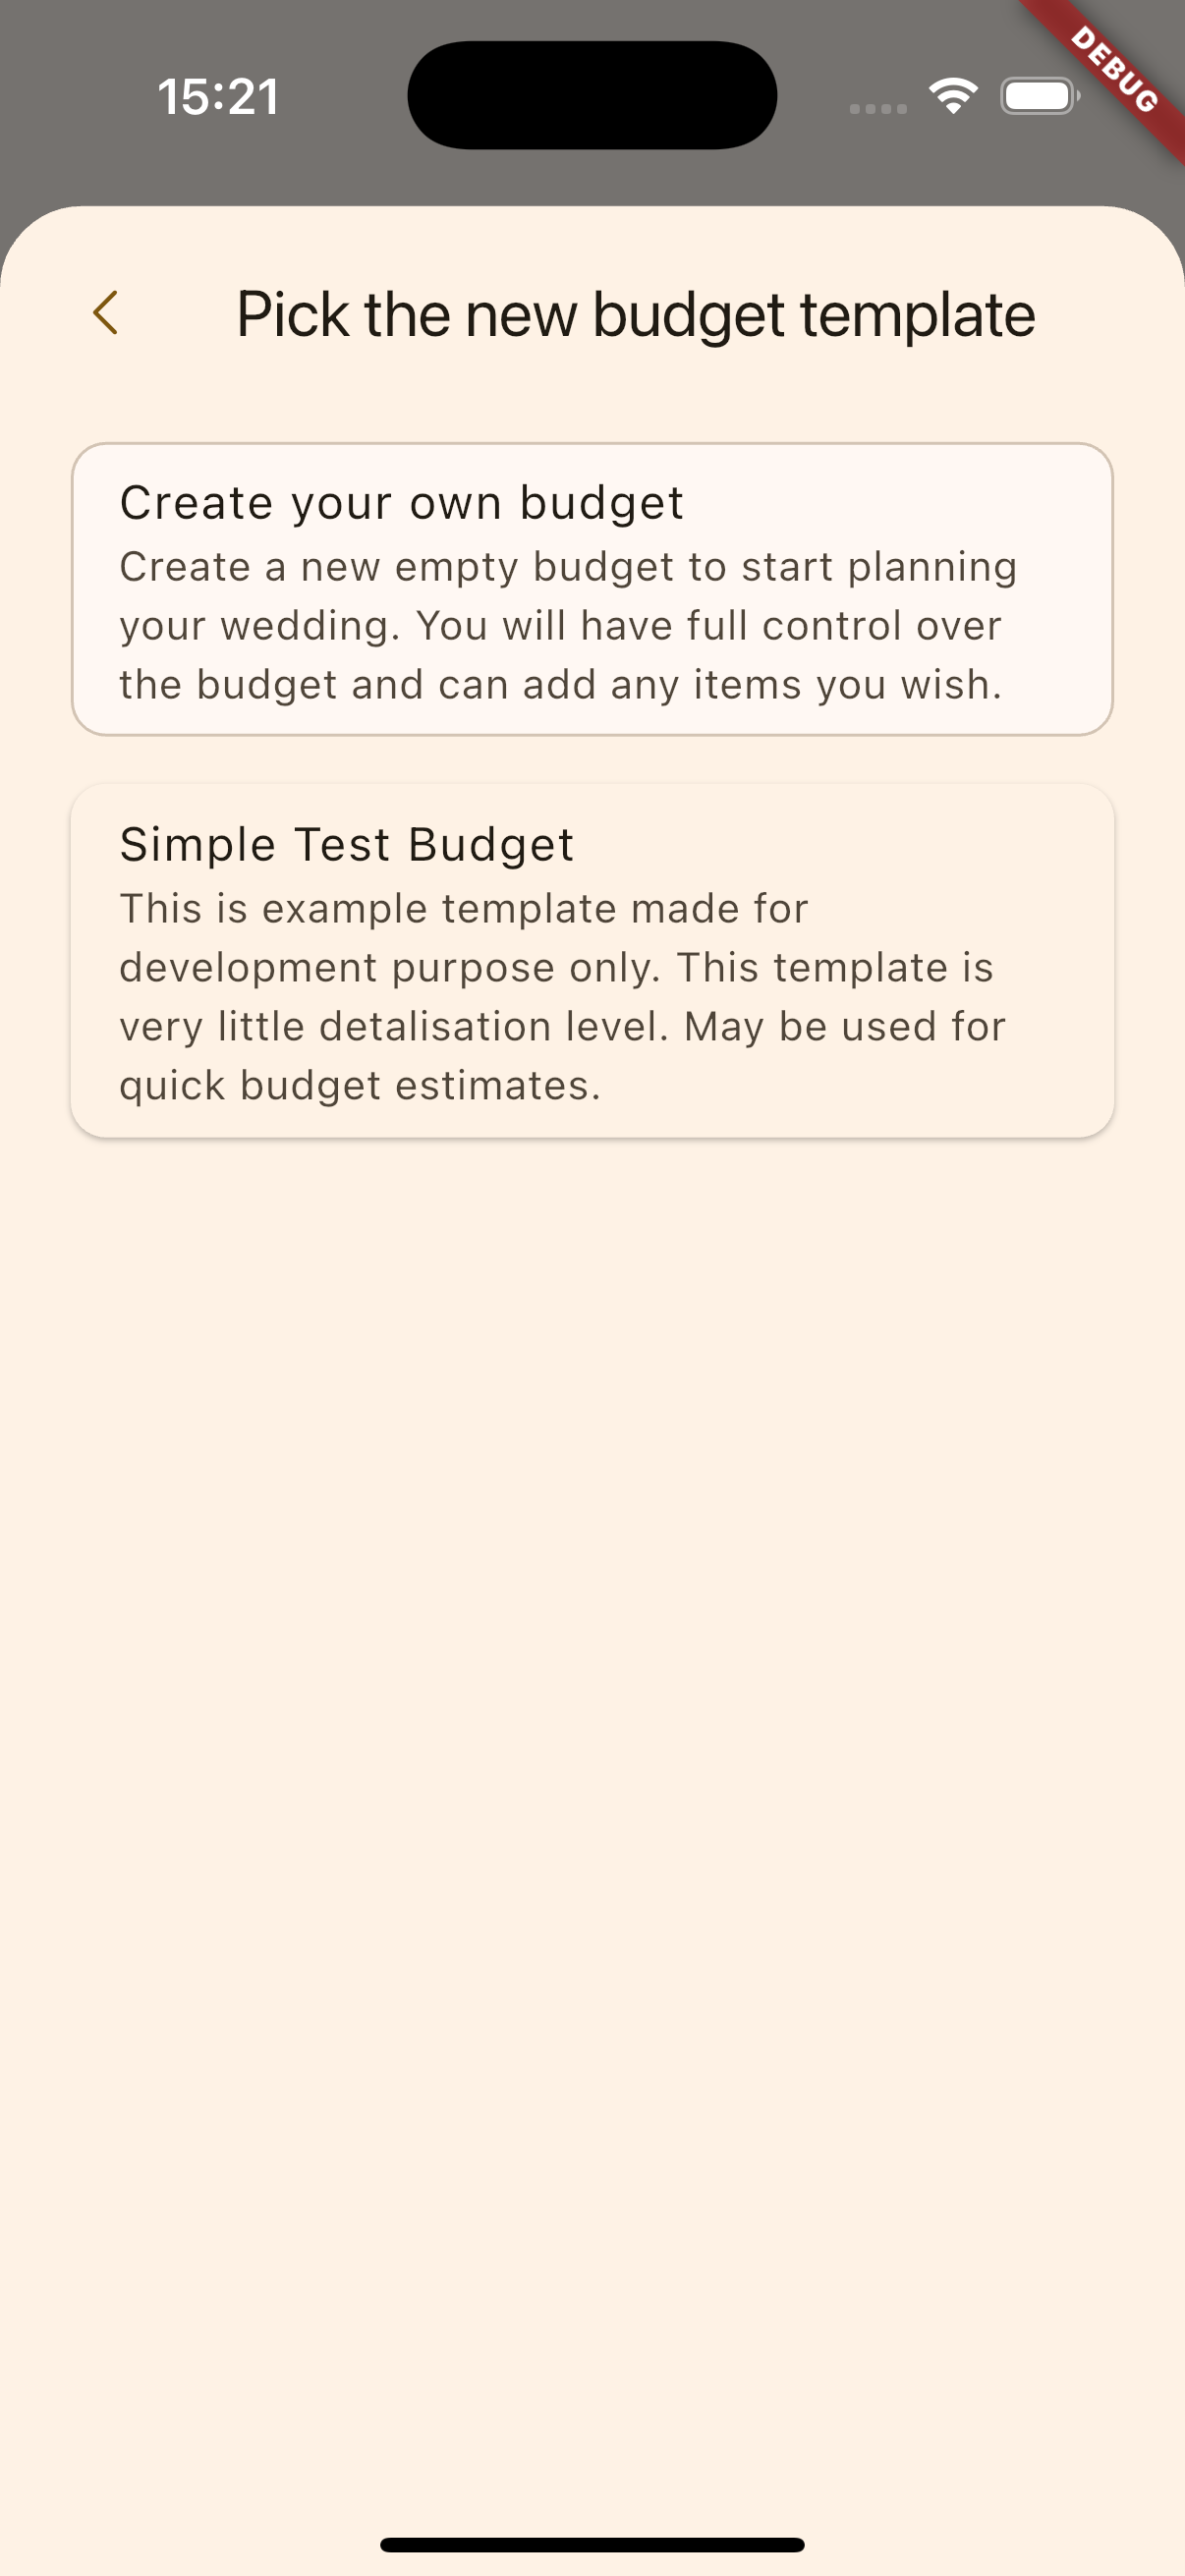 15:21
DEBUG
Pick the new budget template
Create your own budget
Create a new empty budget to start planning
your wedding. You will have full control over
the budget and can add any items you wish.
Simple Test Budget
This is example template made for
development purpose only. This template is
very little detalisation level. May be used for
quick budget estimates.